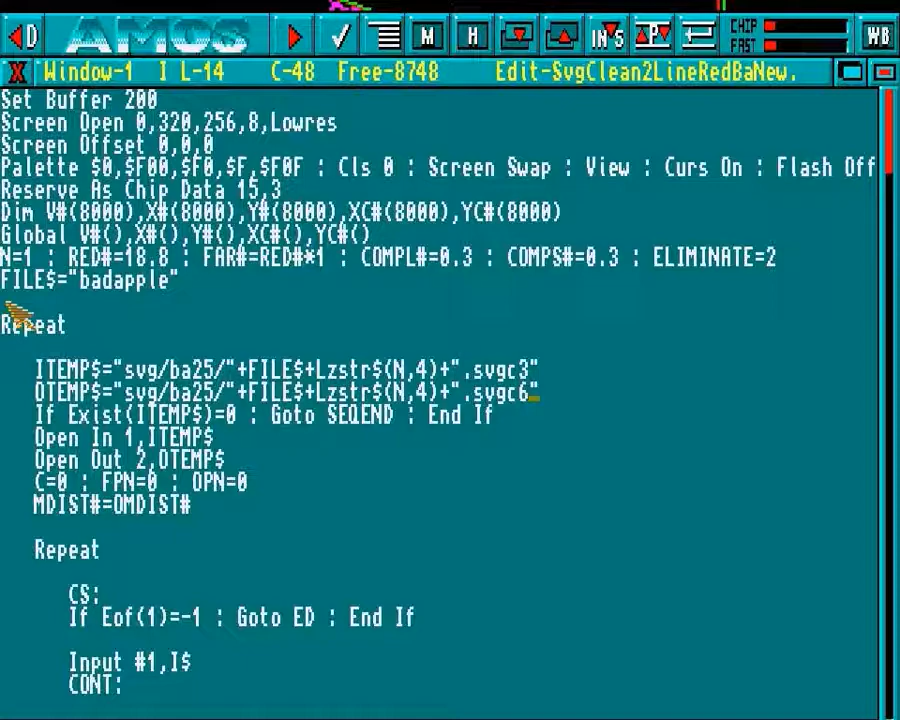 D AMOS M H IN'S P CHIP FAST WB
X Window-1 I L-14 C-48 Free-8748 Edit-SvgClean2LineRedBaNew.
Set Buffer 200
Screen Open 0,320,256,8,Lowres
Screen Offset 0,0,0
Palette $0,$F00,$F0,$F,$F0F : Cls 0 : Screen Swap : View : Curs On : Flash Off
Reserve As Chip Data 15,3
Dim V#(8000),X#(8000),Y#(8000),XC#(8000),YC#(8000)
Global V#(),X#(),Y#(),XC#(),YC#()
N=1 : RED#=18.8 : FAR#=RED#*1 : COMPL#=0.3 : COMPS#=0.3 : ELIMINATE=2
FILE$="badapple"
Repeat
ITEMP$="svg/ba25/"+FILE$+Lzstr$(N,4)+".svgc3"
OTEMP$="svg/ba25/"+FILE$+Lzstr$(N,4)+".svgc6"
If Exist(ITEMP$)=0 : Goto SEQEND : End If
Open In 1,ITEMP$
Open Out 2,OTEMP$
C=0 : FPN=0 : OPN=0
MDIST#=OMDIST#
Repeat
CS:
If Eof(1)=-1 : Goto ED : End If
Input #1,I$
CONT: